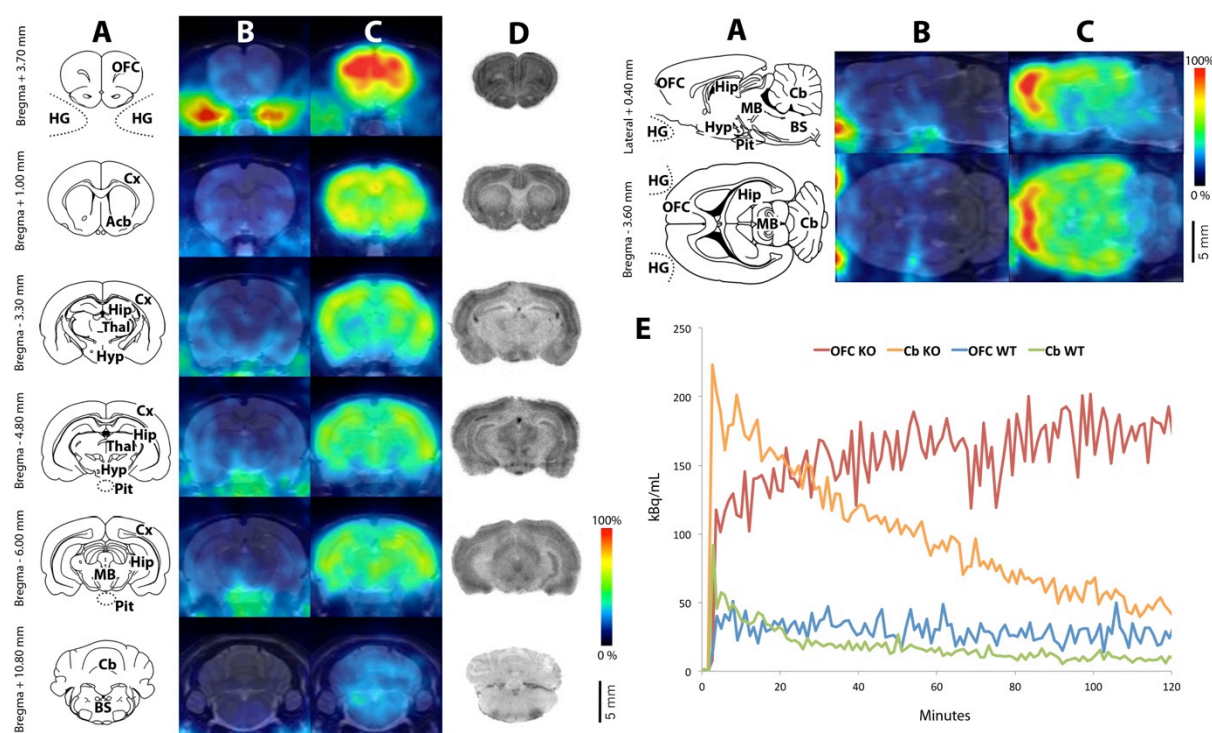 A
B
C
D
Bregma + 3.70 mm
OFC
HG
HG
Bregma + 1.00 mm
Cx
Acb
Bregma - 3.30 mm
Cx
Hip
Thal
Hyp
Bregma - 4.80 mm
Cx
Hip
Thal
Hyp
Pit
Bregma - 6.00 mm
Cx
Hip
MB
Pit
Bregma + 10.80 mm
Cb
BS
100%
0 %
5 mm
A
B
C
Lateral + 0.40 mm
OFC
Hip
Cb
MB
HG
Hyp
BS
Pit
Bregma - 3.60 mm
HG
Hip
OFC
MB
Cb
HG
100%
0 %
5 mm
E
250
200
150
100
50
0
kBq/mL
OFC KO Cb KO OFC WT Cb WT
0 20 40 60 80 100 120
Minutes